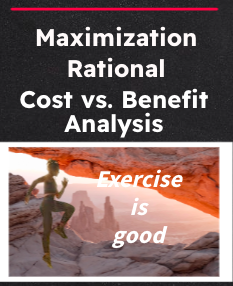 Maximization
Rational
Cost vs. Benefit
Analysis
Exercise
is
good